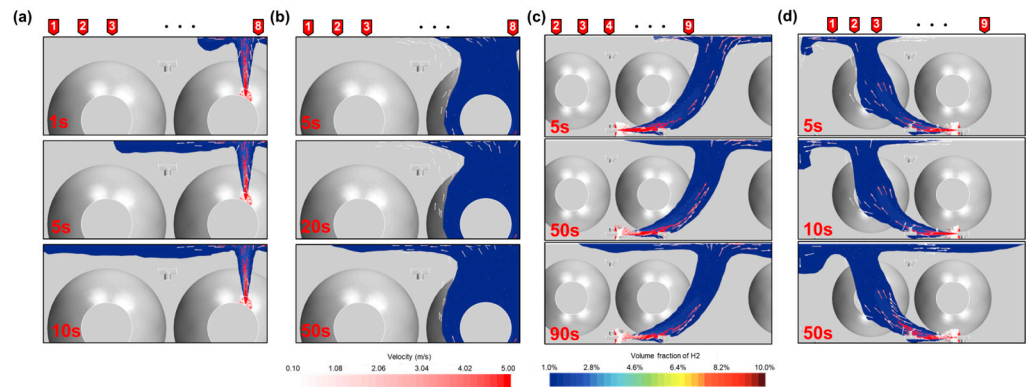 (a) 1 2 3 • • • 8
(b) 1 2 3 • • • 8
(c) 2 3 4 • • • 9
(d) 1 2 3 • • • 9
1s
5s
5s
5s
5s
20s
50s
10s
10s
50s
90s
50s
Velocity (m/s)
0.10 1.08 2.06 3.04 4.02 5.00
Volume fraction of H2
1.0% 2.8% 4.6% 6.4% 8.2% 10.0%